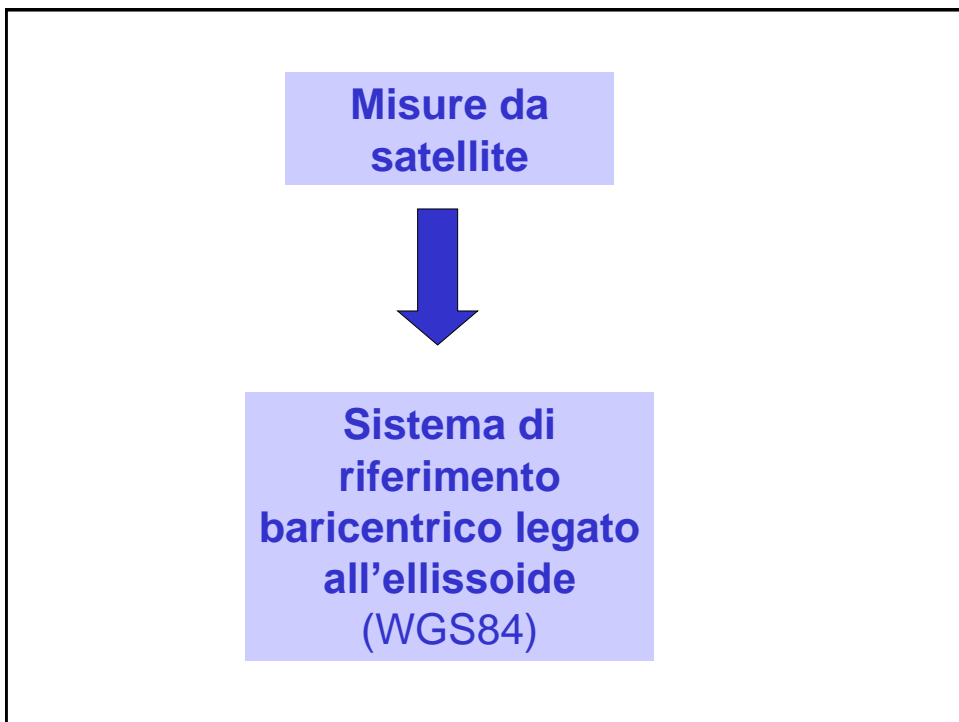 Misure da
satellite
Sistema di
riferimento
baricentrico legato
all’ellissoide
(WGS84)